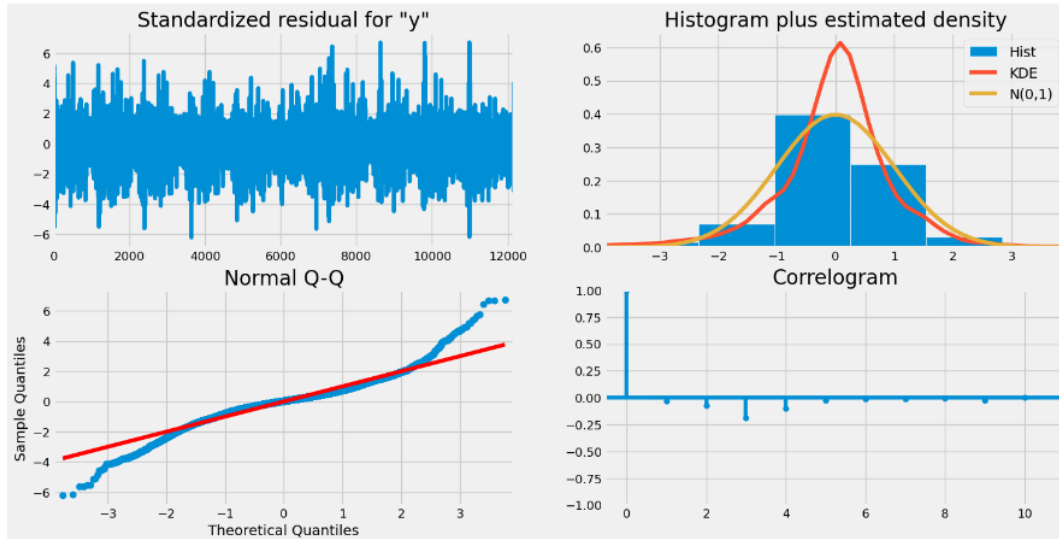 Standardized residual for "y"
6
4
2
0
−2
−4
−6
0 2000 4000 6000 8000 10000 12000
Histogram plus estimated density
Hist
KDE
N(0,1)
0.6
0.5
0.4
0.3
0.2
0.1
0.0
−3 −2 −1 0 1 2 3
Normal Q-Q
Sample Quantiles
6
4
2
0
−2
−4
−6
−3 −2 −1 0 1 2 3
Theoretical Quantiles
Correlogram
1.00
0.75
0.50
0.25
0.00
−0.25
−0.50
−0.75
−1.00
0 2 4 6 8 10